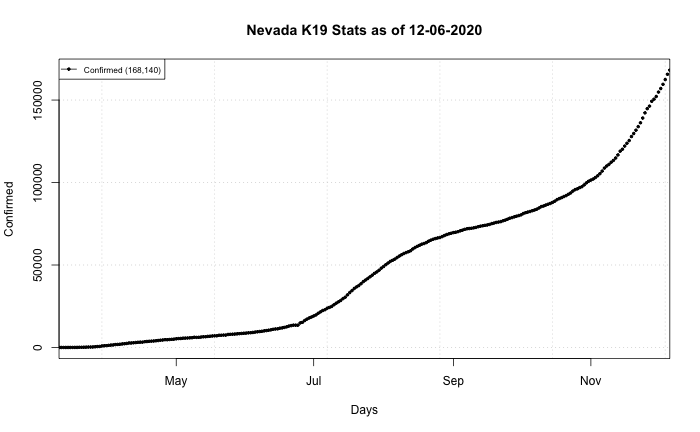 Nevada K19 Stats as of 12-06-2020
Confirmed (168,140)
Confirmed
150000
100000
50000
0
May Jul Sep Nov
Days